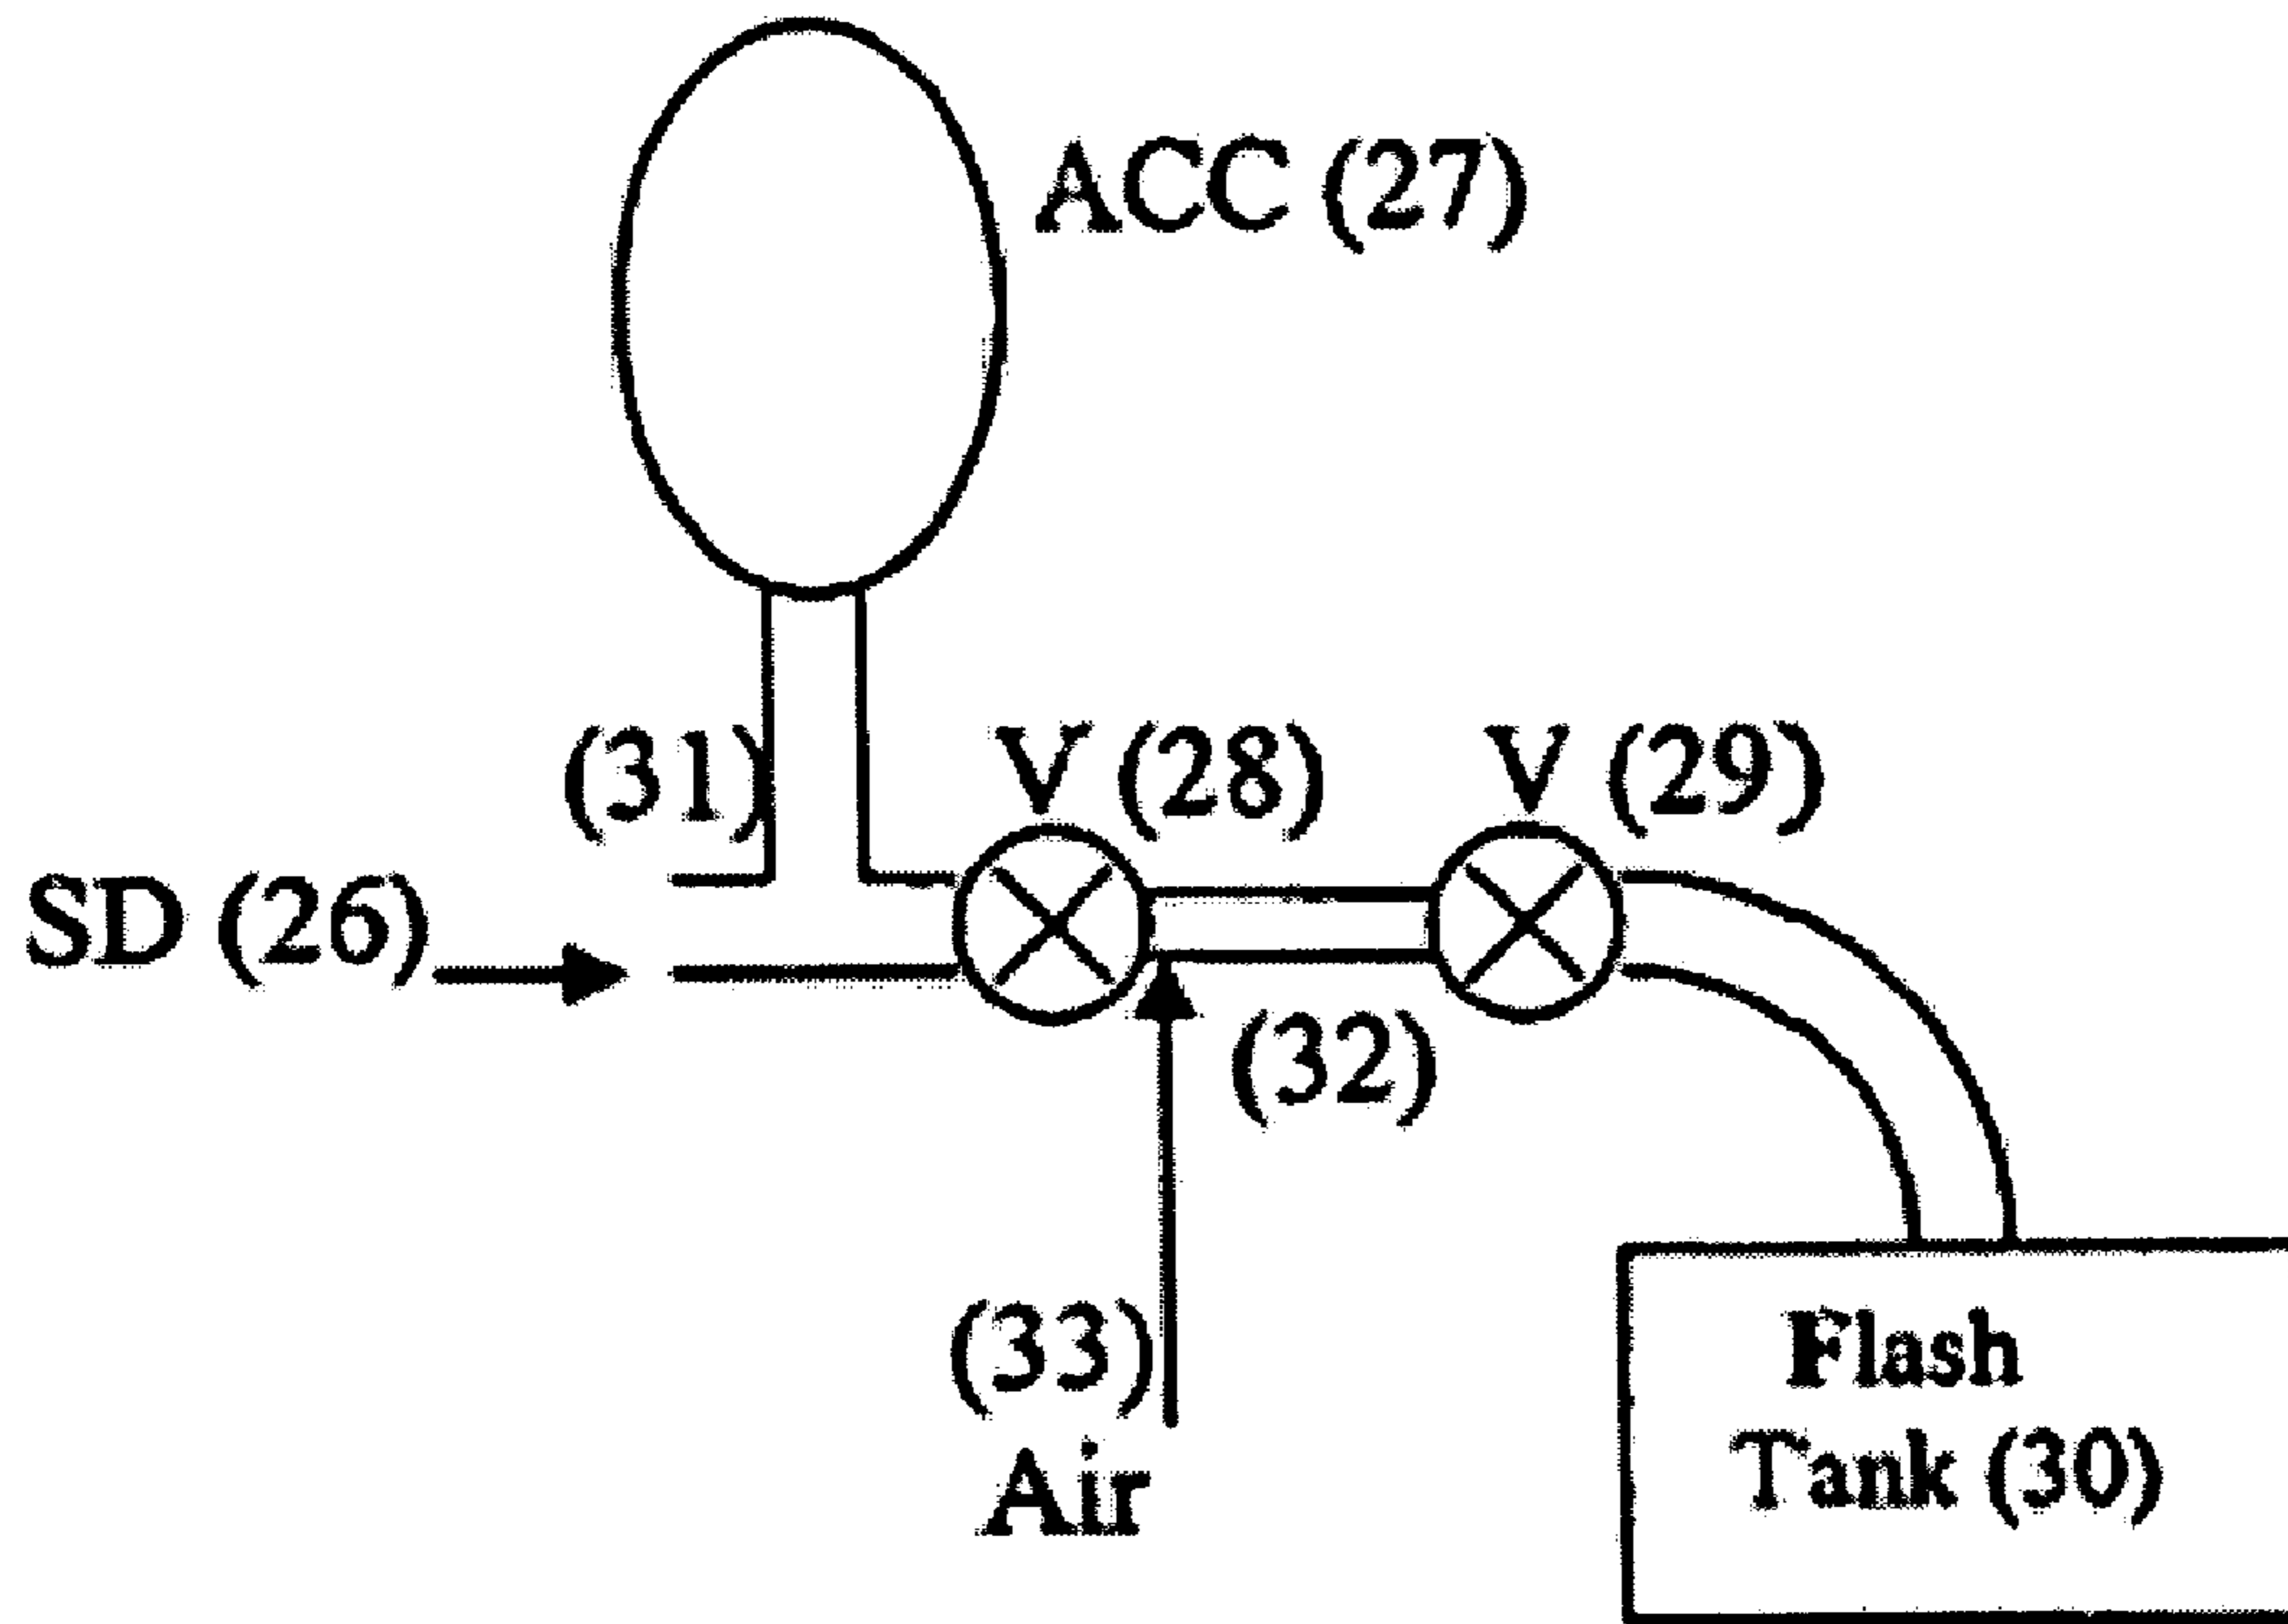 ACC (27)
(31)
V (28)
V (29)
SD (26)
(32)
(33)
Air
Flash
Tank (30)